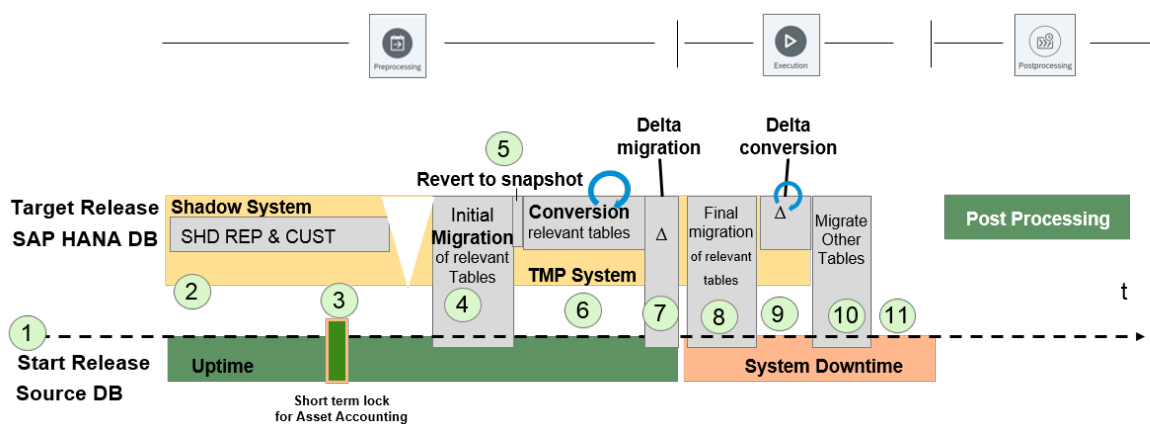 Preprocessing
Execution
Postprocessing
Delta
migration
Delta
conversion
5
Revert to snapshot
Target Release
SAP HANA DB
Shadow System
SHD REP & CUST
Initial
Migration
of relevant
Tables
Conversion
relevant tables
TMP System
Δ
Final
migration
of relevant
tables
Δ
Migrate
Other
Tables
Post Processing
t
1
2
3
4
6
7
8
9
10
11
Start Release
Source DB
Uptime
System Downtime
Short term lock
for Asset Accounting